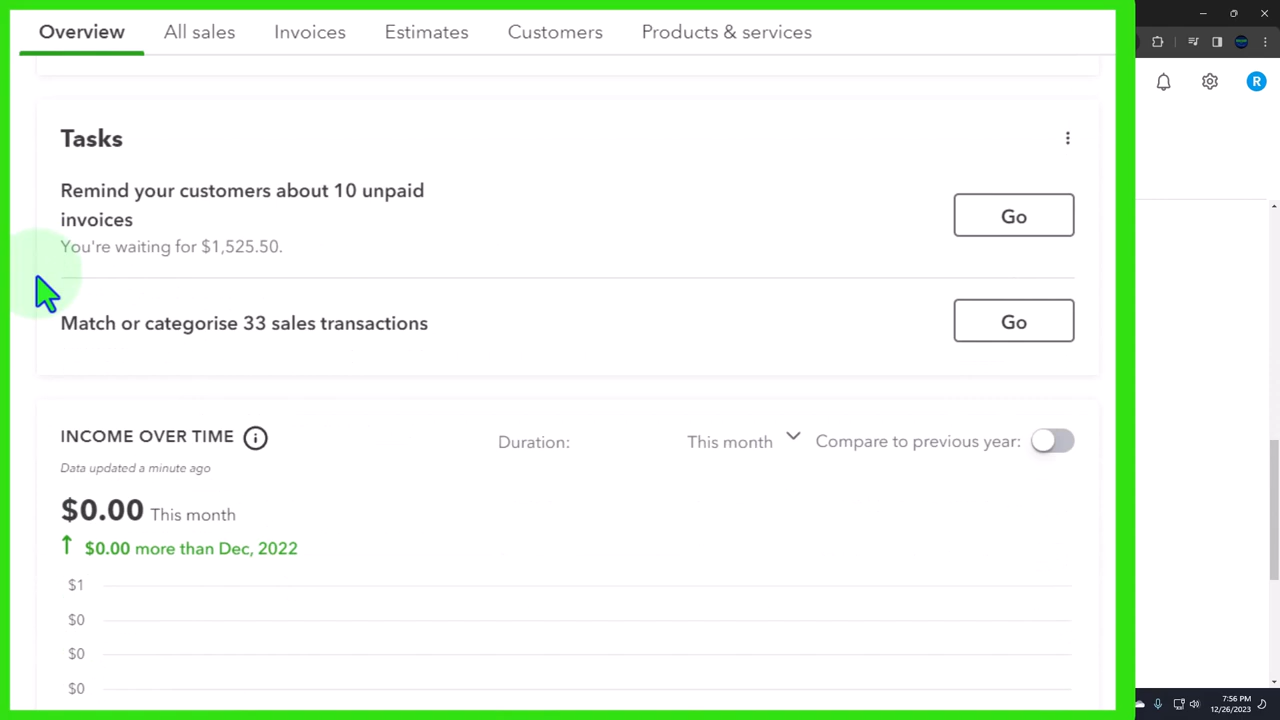 Overview All sales Invoices Estimates Customers Products & services
R
Tasks
Remind your customers about 10 unpaid
invoices
Go
You're waiting for $1,525.50.
Match or categorise 33 sales transactions
Go
INCOME OVER TIME
Duration: This month Compare to previous year:
Data updated a minute ago
$0.00 This month
$0.00 more than Dec, 2022
$1
$0
$0
$0
7:56 PM
12/26/2023